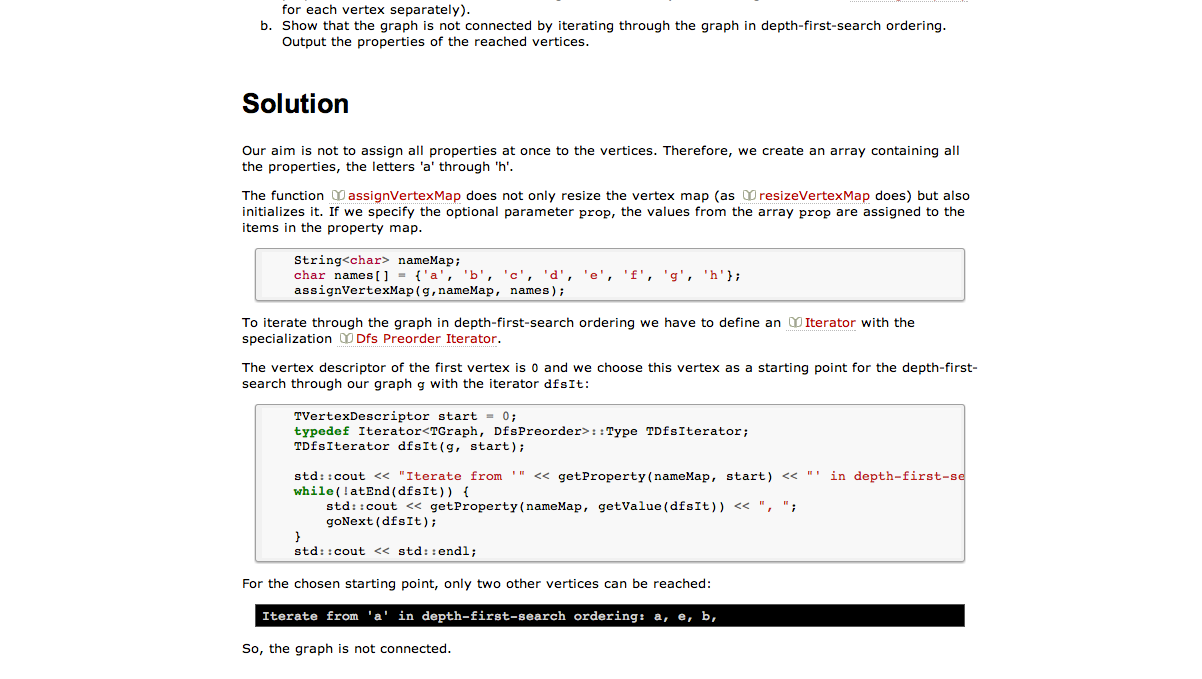 for each vertex separately).
b. Show that the graph is not connected by iterating through the graph in depth-first-search ordering.
Output the properties of the reached vertices.
Solution
Our aim is not to assign all properties at once to the vertices. Therefore, we create an array containing all
the properties, the letters 'a' through 'h'.
The function assignVertexMap does not only resize the vertex map (as resizeVertexMap does) but also
initializes it. If we specify the optional parameter prop, the values from the array prop are assigned to the
items in the property map.
String<char> nameMap;
char names[] = {'a', 'b', 'c', 'd', 'e', 'f', 'g', 'h'};
assignVertexMap(g,nameMap, names);
To iterate through the graph in depth-first-search ordering we have to define an Iterator with the
specialization Dfs Preorder Iterator.
The vertex descriptor of the first vertex is 0 and we choose this vertex as a starting point for the depth-first-
search through our graph g with the iterator dfsIt:
TVertexDescriptor start = 0;
typedef Iterator<TGraph, DfsPreorder>::Type TDfsIterator;
TDfsIterator dfsIt(g, start);
std::cout << "Iterate from '" << getProperty(nameMap, start) << "' in depth-first-se
while(!atEnd(dfsIt)) {
std::cout << getProperty(nameMap, getValue(dfsIt)) << ", ";
goNext(dfsIt);
}
std::cout << std::endl;
For the chosen starting point, only two other vertices can be reached:
Iterate from 'a' in depth-first-search ordering: a, e, b,
So, the graph is not connected.